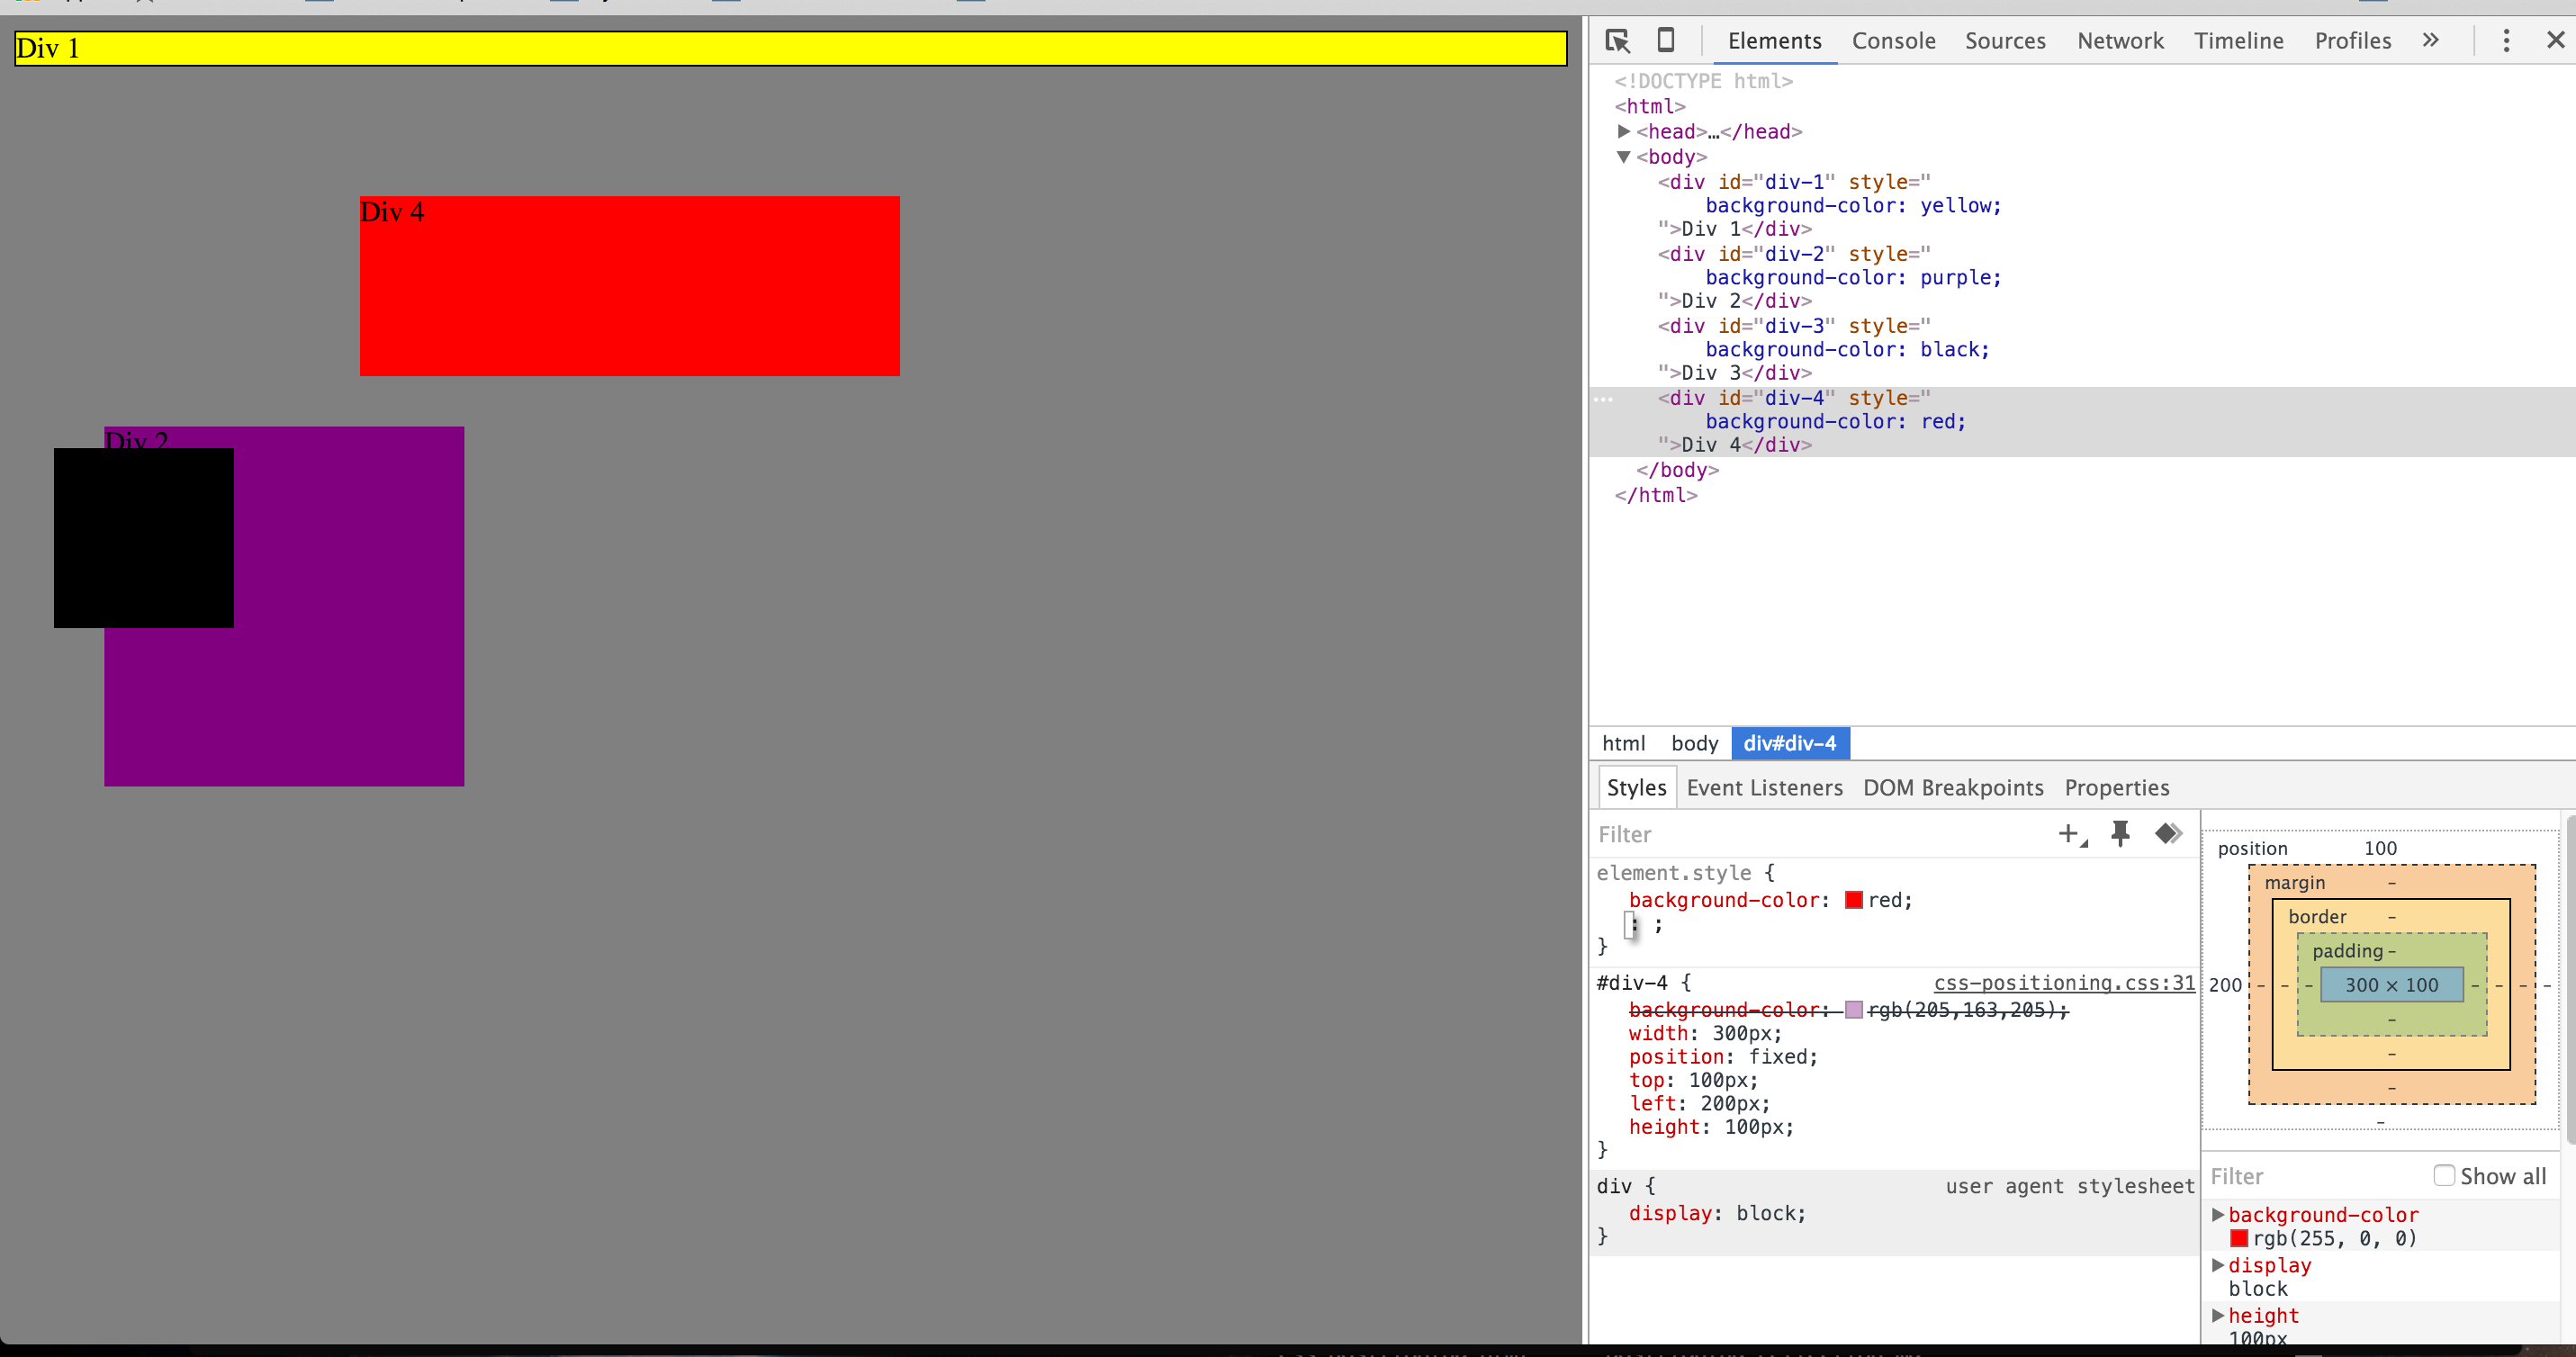 Div 1
Div 4
Div 2
Elements Console Sources Network Timeline Profiles »
<!DOCTYPE html>
<html>
<head>…</head>
<body>
<div id="div-1" style="
background-color: yellow;
">Div 1</div>
<div id="div-2" style="
background-color: purple;
">Div 2</div>
<div id="div-3" style="
background-color: black;
">Div 3</div>
<div id="div-4" style="
background-color: red;
">Div 4</div>
</body>
</html>
html body div#div-4
Styles Event Listeners DOM Breakpoints Properties
Filter
element.style {
background-color: red;
: ;
}
#div-4 { css-positioning.css:31
background-color: rgb(205,163,205);
width: 300px;
position: fixed;
top: 100px;
left: 200px;
height: 100px;
}
div { user agent stylesheet
display: block;
}
position 100
margin -
border -
padding -
200 - - - 300 × 100 - - - -
-
-
-
-
Filter Show all
background-color
rgb(255, 0, 0)
display
block
height
100px